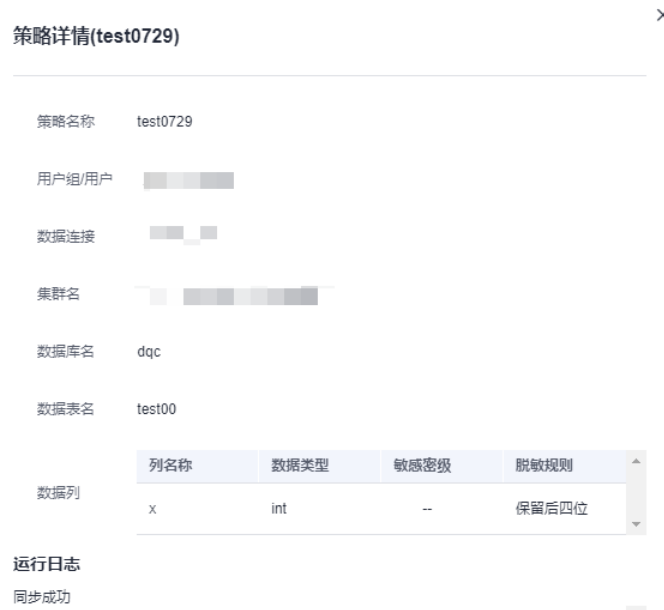 策略详情(test0729)
策略名称 test0729
用户组/用户
数据连接
集群名
数据库名 dqc
数据表名 test00
列名称 数据类型 敏感密级 脱敏规则
数据列
x int -- 保留后四位
运行日志
同步成功